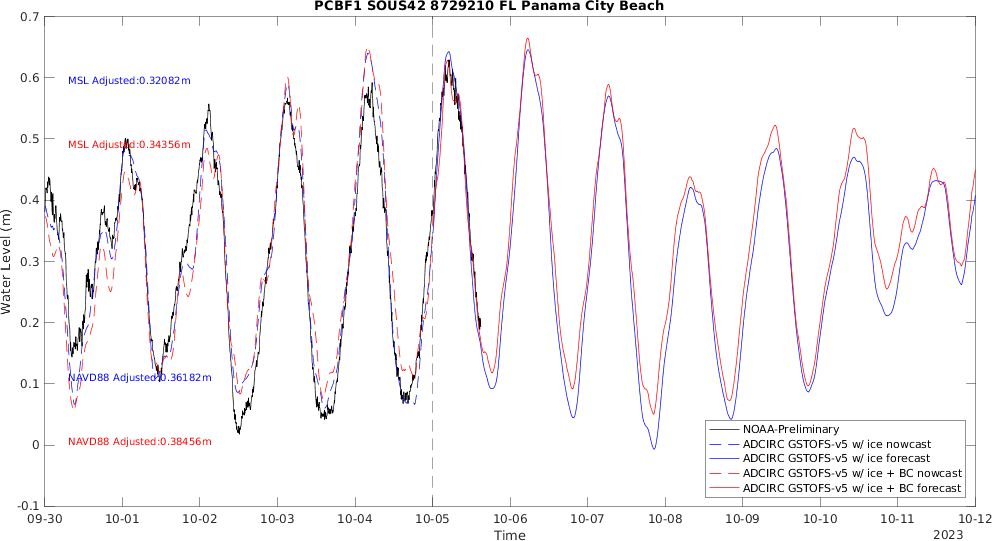 PCBF1 SOUS42 8729210 FL Panama City Beach
0.7
0.6
0.5
0.4
0.3
0.2
0.1
0
-0.1
Water Level (m)
MSL Adjusted:0.32082m
MSL Adjusted:0.34356m
NAVD88 Adjusted:0.36182m
NAVD88 Adjusted:0.38456m
NOAA-Preliminary
ADCIRC GSTOFS-v5 w/ ice nowcast
ADCIRC GSTOFS-v5 w/ ice forecast
ADCIRC GSTOFS-v5 w/ ice + BC nowcast
ADCIRC GSTOFS-v5 w/ ice + BC forecast
09-30 10-01 10-02 10-03 10-04 10-05 10-06 10-07 10-08 10-09 10-10 10-11 10-12
Time
2023